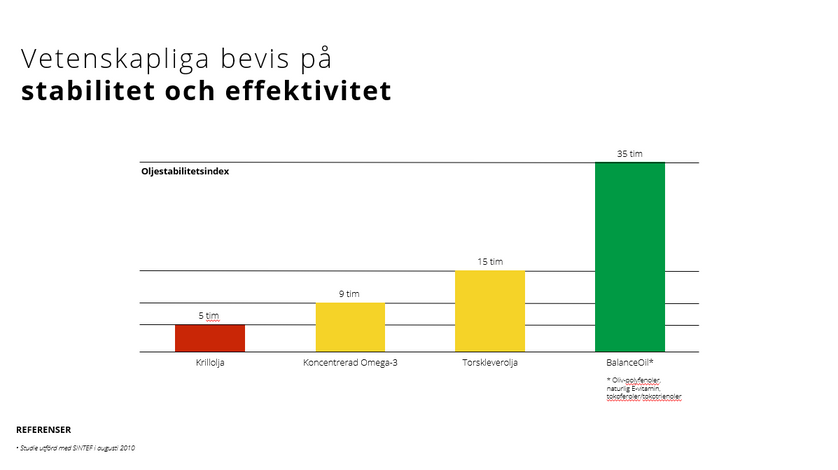 Vetenskapliga bevis på
stabilitet och effektivitet
35 tim
Oljestabilitetsindex
15 tim
9 tim
5 tim
Krillolja
Koncentrerad Omega-3
Torskleverolja
BalanceOil*
* Oliv-polyfenoler,
naturlig E-vitamin,
tokoferoler/tokotrienoler
REFERENSER
• Studie utförd med SINTEF i augusti 2010